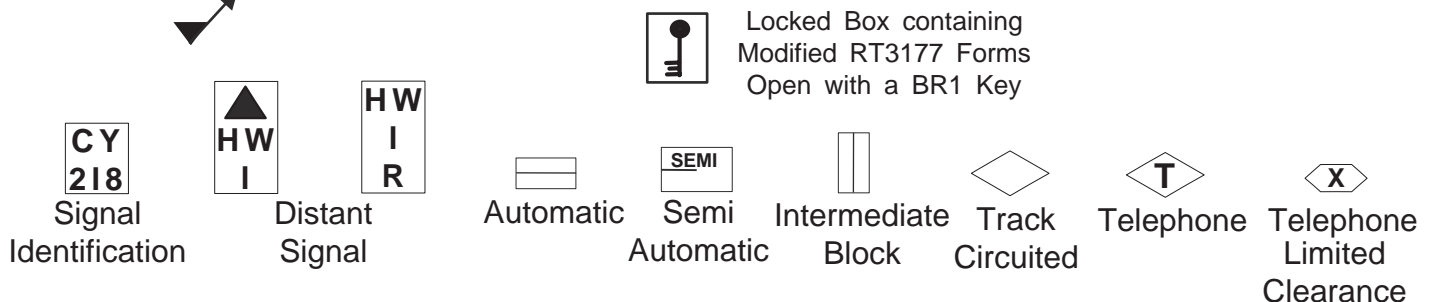 Locked Box containing
Modified RT3177 Forms
Open with a BR1 Key
CY
218
Signal
Identification
HW
I
HW
I
R
Distant
Signal
Automatic
SEMI
Semi
Automatic
Intermediate
Block
Track
Circuited
T
Telephone
X
Telephone
Limited
Clearance